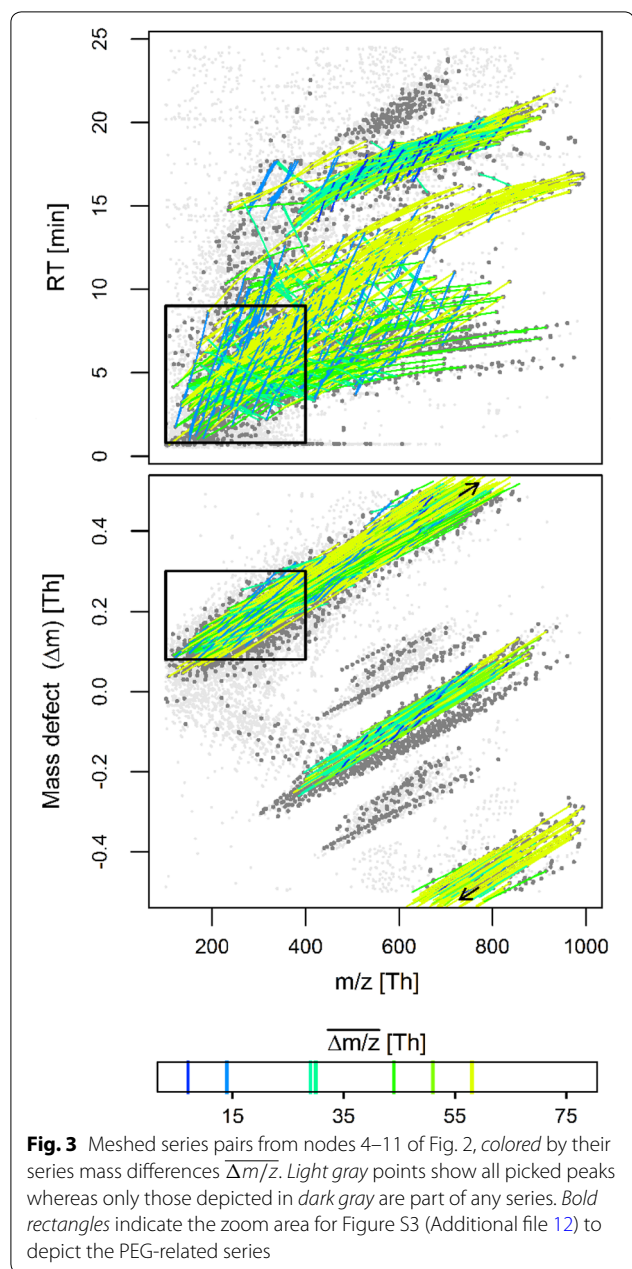 25
20
15
10
5
0
RT [min]
0.4
0.2
0.0
-0.2
-0.4
Mass defect (Δm) [Th]
200 400 600 800 1000
m/z [Th]
Δm/z [Th]
15 35 55 75
Fig. 3 Meshed series pairs from nodes 4–11 of Fig. 2, colored by their
series mass differences Δm/z. Light gray points show all picked peaks
whereas only those depicted in dark gray are part of any series. Bold
rectangles indicate the zoom area for Figure S3 (Additional file 12) to
depict the PEG-related series